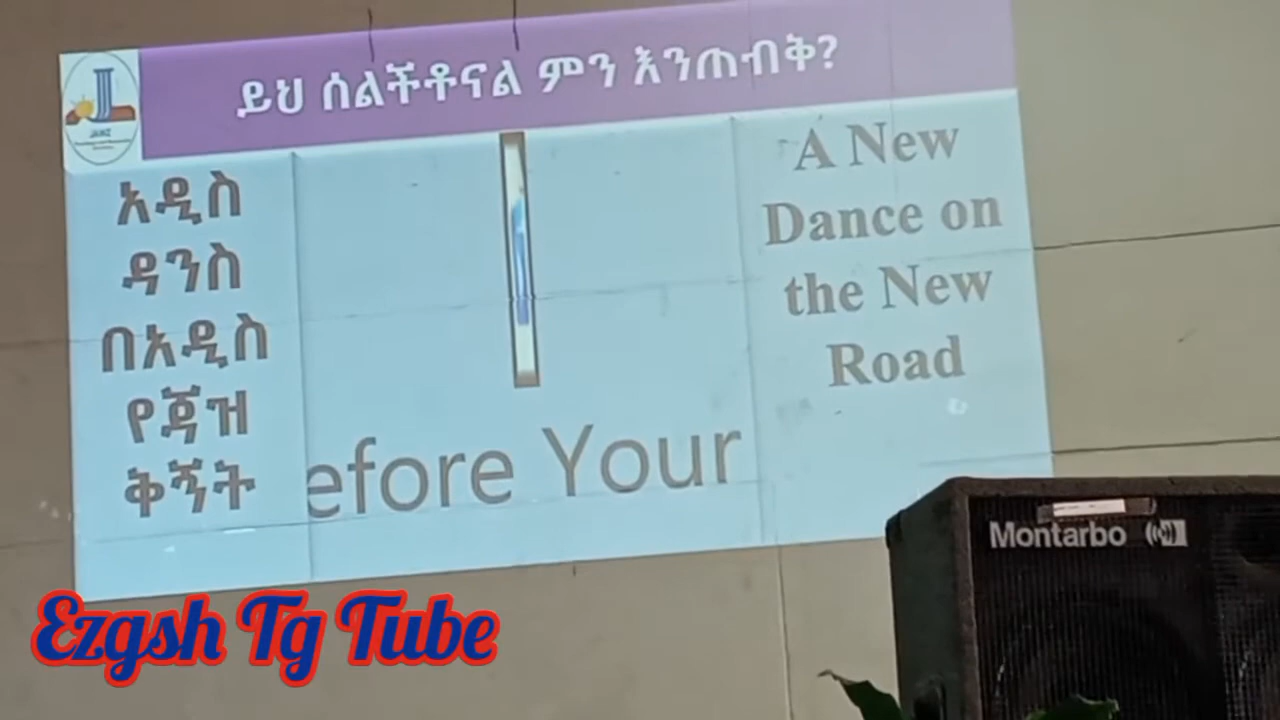 ይህ ሰልችቶናል ምን እንጠብቅ?
JANZ
አዲስ
ዳንስ
በአዲስ
የጃዝ
ቅኝት
efore Your
A New
Dance on
the New
Road
Montarbo
Ezgsh Tg Tube